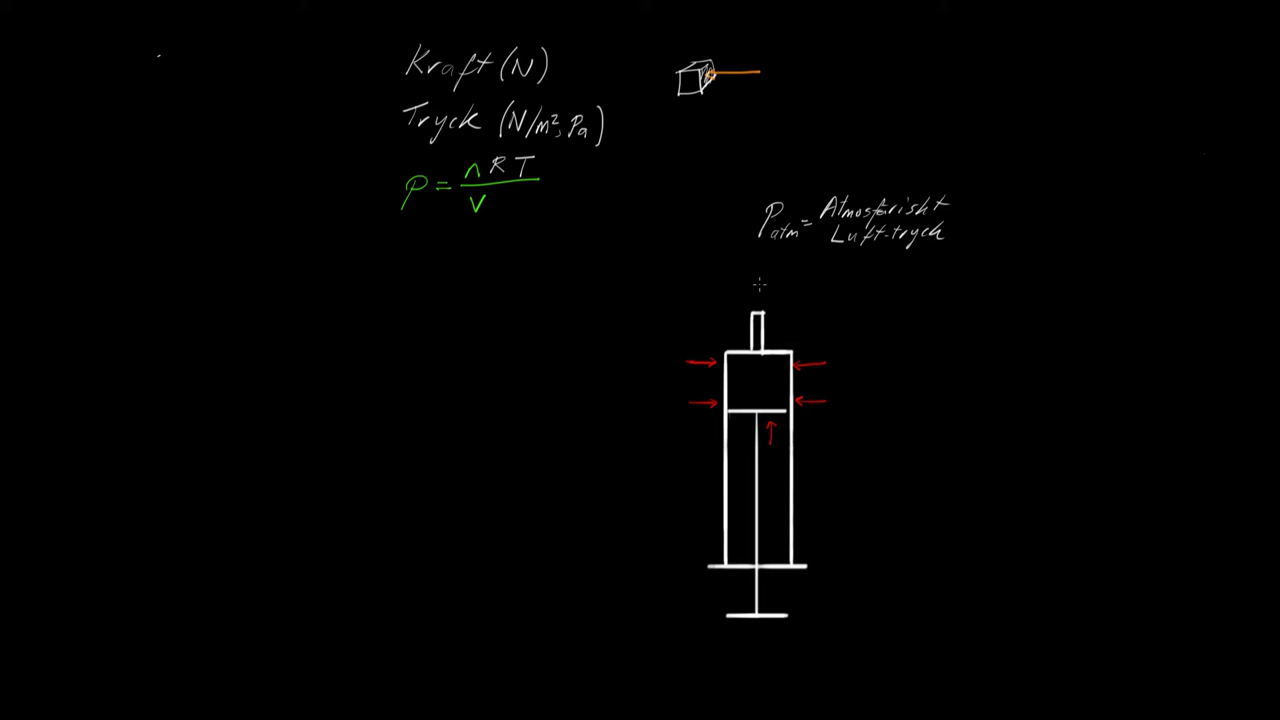 Kraft (N)
Tryck (N/m², Pa)
P = nRT
V
Patm = Atmosfäriskt
Luft-tryck